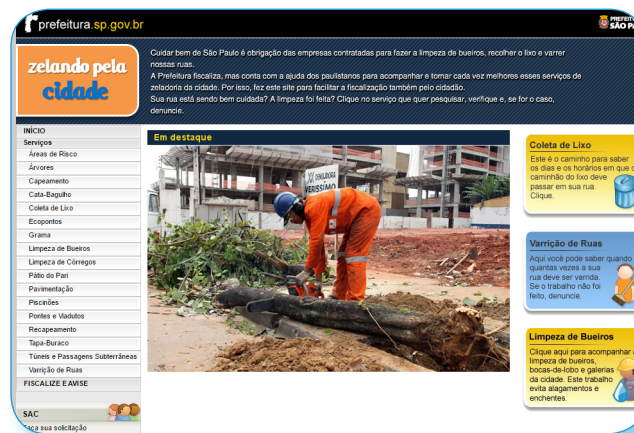 prefeitura.sp.gov.br
PREFEIT
SÃO P
zelando pela
cidade
Cuidar bem de São Paulo é obrigação das empresas contratadas para fazer a limpeza de bueiros, recolher o lixo e varrer
nossas ruas.
A Prefeitura fiscaliza, mas conta com a ajuda dos paulistanos para acompanhar e tornar cada vez melhores esses serviços de
zeladoria da cidade. Por isso, fez este site para facilitar a fiscalização também pelo cidadão.
Sua rua está sendo bem cuidada? A limpeza foi feita? Clique no serviço que quer pesquisar, verifique e, se for o caso,
denuncie.
INÍCIO
Serviços
Áreas de Risco
Árvores
Capeamento
Cata-Bagulho
Coleta de Lixo
Ecopontos
Grama
Limpeza de Bueiros
Limpeza de Córregos
Pátio do Pari
Pavimentação
Piscinões
Pontes e Viadutos
Recapeamento
Tapa-Buraco
Túneis e Passagens Subterrâneas
Varrição de Ruas
FISCALIZE E AVISE
SAC
Faça sua solicitação
Em destaque
DEMOLIDORA
VERISSIMO
Coleta de Lixo
Este é o caminho para saber
os dias e os horários em que o
caminhão do lixo deve
passar em sua rua.
Clique.
Varrição de Ruas
Aqui você pode saber quando
quantas vezes a sua
rua deve ser varrida.
Se o trabalho não foi
feito, denuncie.
Limpeza de Bueiros
Clique aqui para acompanhar a
limpeza de bueiros,
bocas-de-lobo e galerias
da cidade. Este trabalho
evita alagamentos e
enchentes.